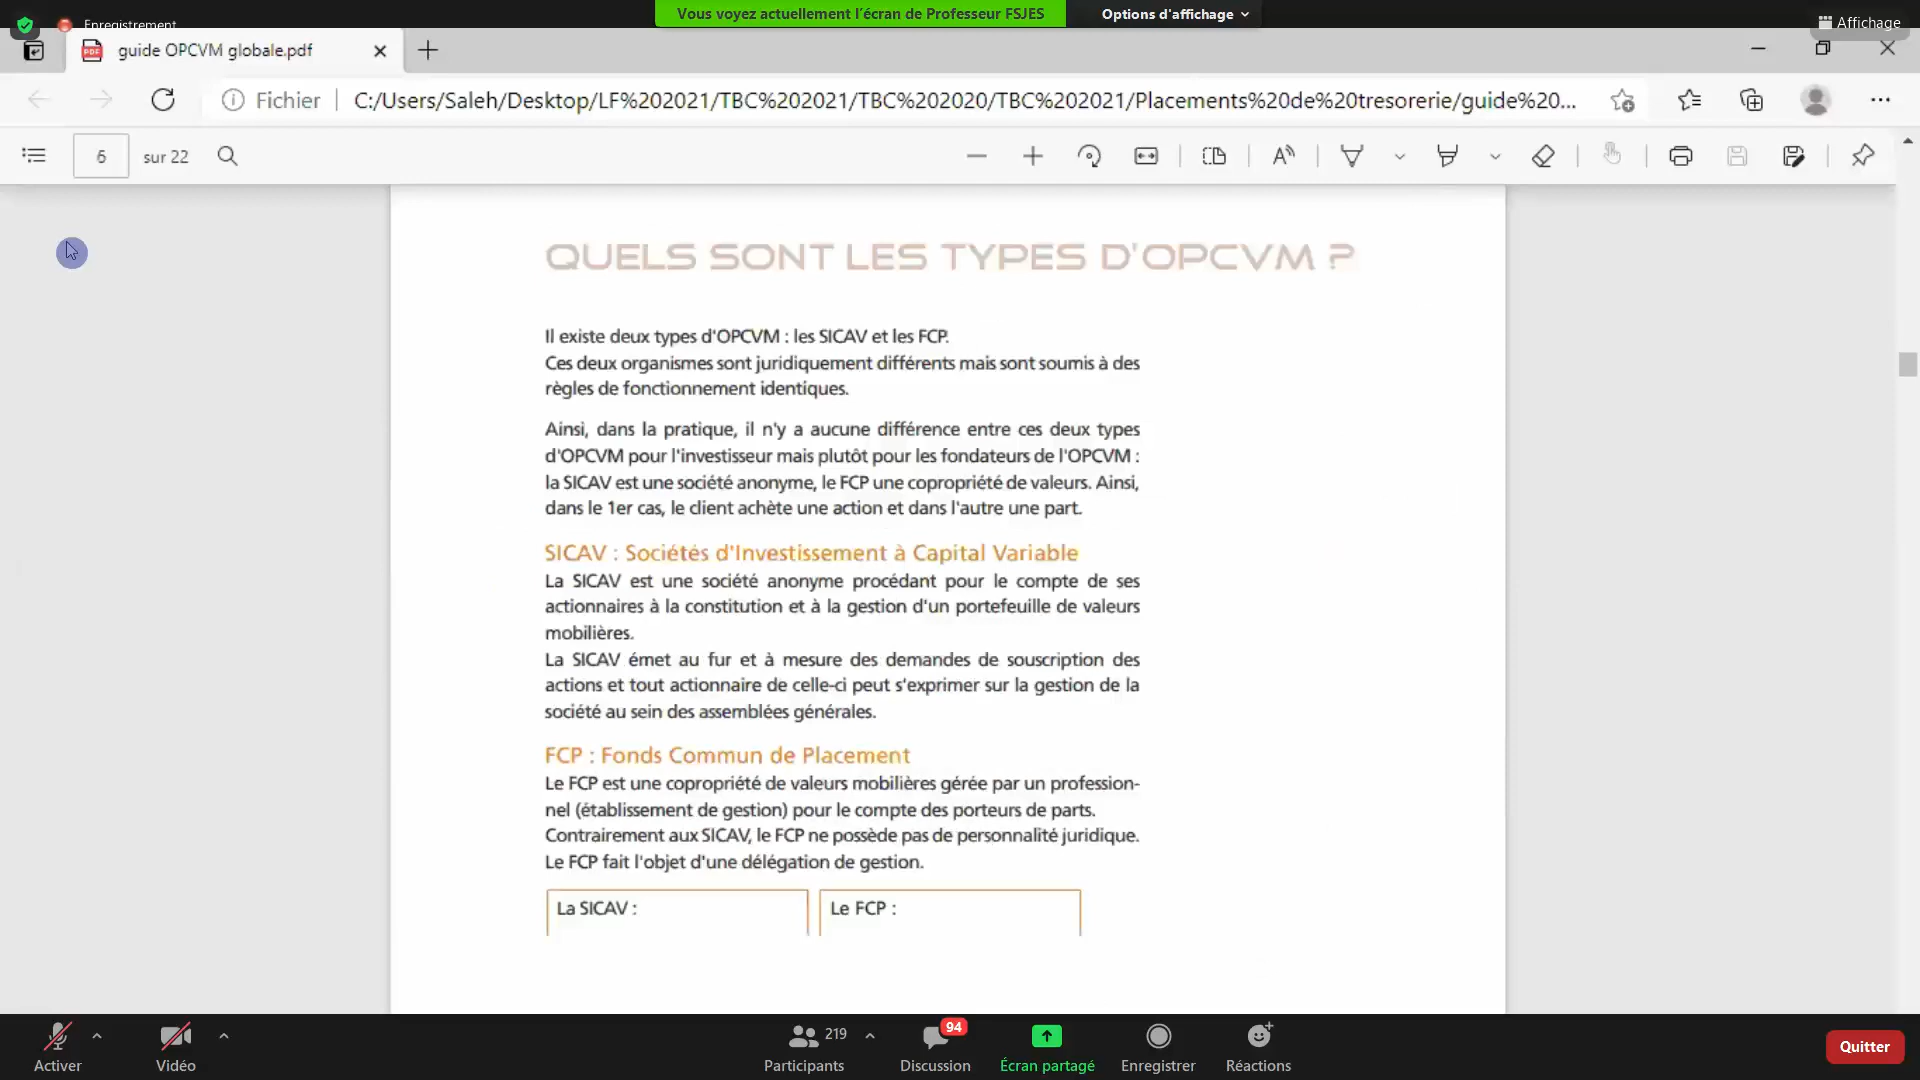 Enregistrement
Vous voyez actuellement l'écran de Professeur FSJES
Options d'affichage
Affichage
guide OPCVM globale.pdf
Fichier
C:/Users/Saleh/Desktop/LF%202021/TBC%202021/TBC%202020/TBC%202021/Placements%20de%20tresorerie/guide%20...
6 sur 22
QUELS SONT LES TYPES D'OPCVM ?
Il existe deux types d'OPCVM : les SICAV et les FCP.
Ces deux organismes sont juridiquement différents mais sont soumis à des
règles de fonctionnement identiques.
Ainsi, dans la pratique, il n'y a aucune différence entre ces deux types
d'OPCVM pour l'investisseur mais plutôt pour les fondateurs de l'OPCVM :
la SICAV est une société anonyme, le FCP une copropriété de valeurs. Ainsi,
dans le 1er cas, le client achète une action et dans l'autre une part.
SICAV : Sociétés d'Investissement à Capital Variable
La SICAV est une société anonyme procédant pour le compte de ses
actionnaires à la constitution et à la gestion d'un portefeuille de valeurs
mobilières.
La SICAV émet au fur et à mesure des demandes de souscription des
actions et tout actionnaire de celle-ci peut s'exprimer sur la gestion de la
société au sein des assemblées générales.
FCP : Fonds Commun de Placement
Le FCP est une copropriété de valeurs mobilières gérée par un profession-
nel (établissement de gestion) pour le compte des porteurs de parts.
Contrairement aux SICAV, le FCP ne possède pas de personnalité juridique.
Le FCP fait l'objet d'une délégation de gestion.
La SICAV :
Le FCP :
Activer
Vidéo
219
Participants
94
Discussion
Écran partagé
Enregistrer
Réactions
Quitter